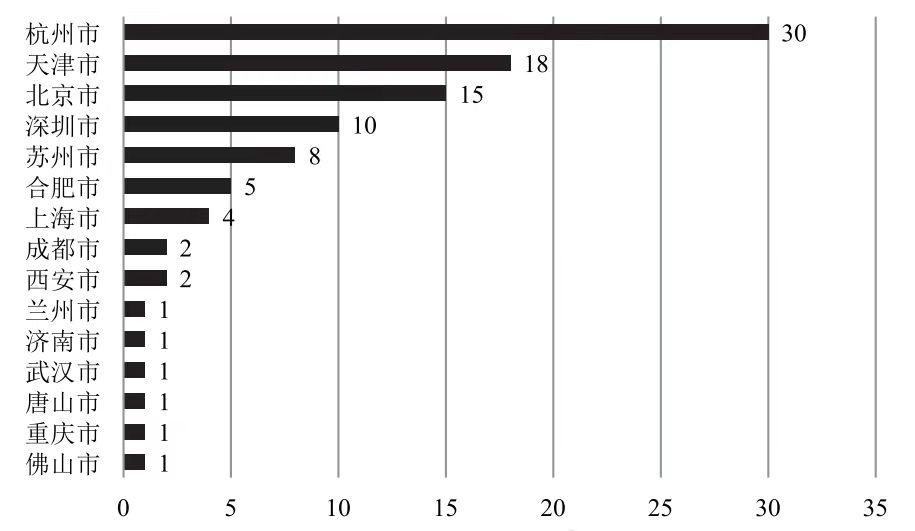 杭州市 30
天津市 18
北京市 15
深圳市 10
苏州市 8
合肥市 5
上海市 4
成都市 2
西安市 2
兰州市 1
济南市 1
武汉市 1
唐山市 1
重庆市 1
佛山市 1
0 5 10 15 20 25 30 35